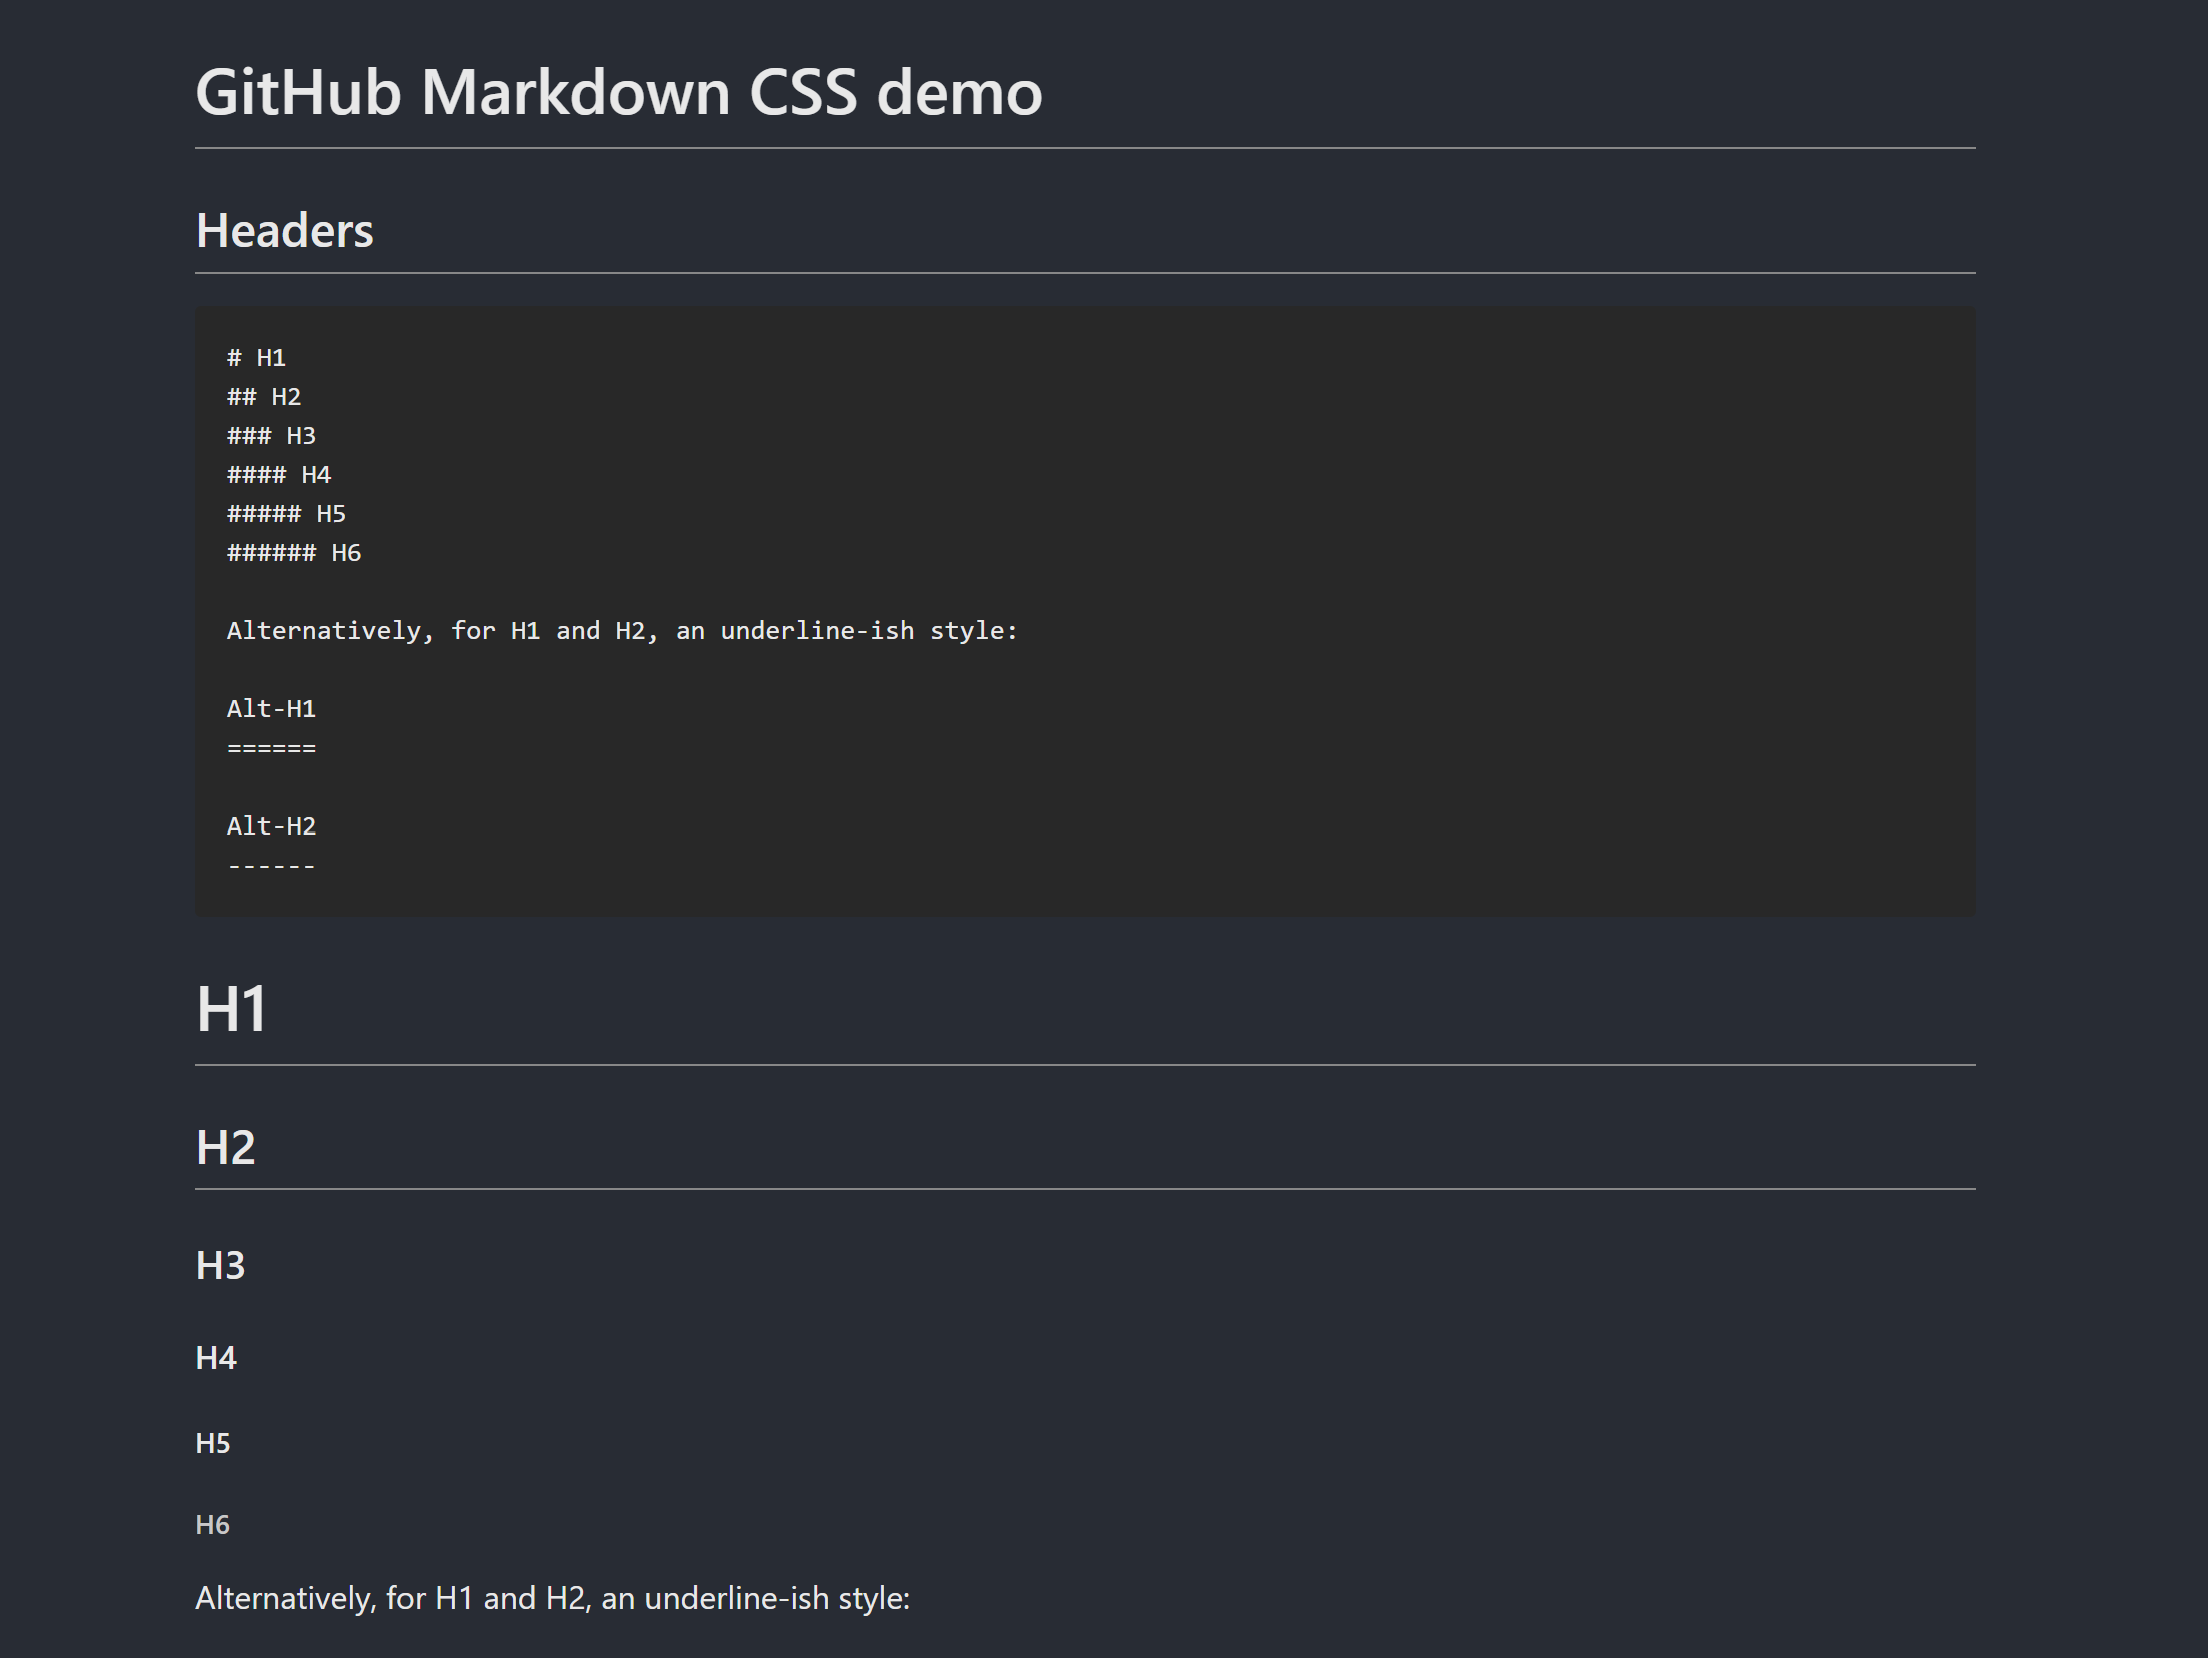 GitHub Markdown CSS demo
Headers
# H1
## H2
### H3
#### H4
##### H5
###### H6
Alternatively, for H1 and H2, an underline-ish style:
Alt-H1
======
Alt-H2
------
H1
H2
H3
H4
H5
H6
Alternatively, for H1 and H2, an underline-ish style: